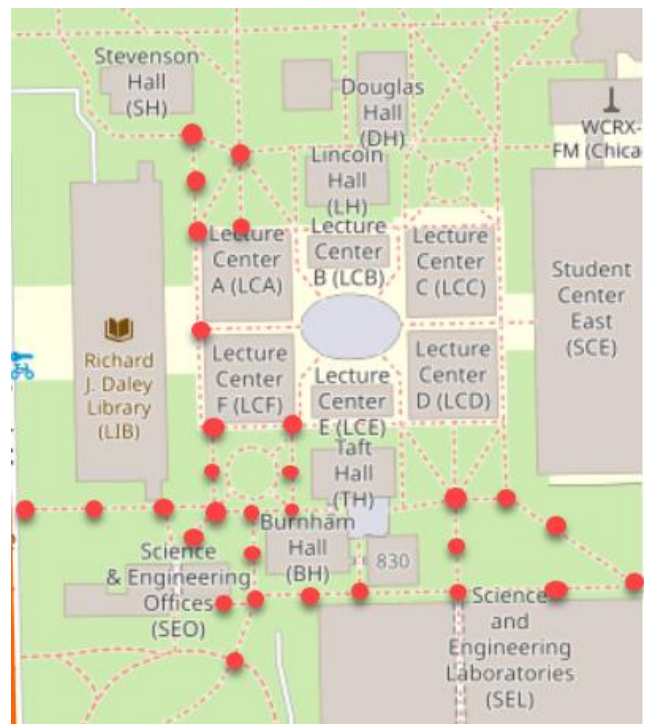 Stevenson
Hall
(SH)
Douglas
Hall
(DH)
WCRX-
FM (Chica
Lincoln
Hall
(LH)
Lecture
Center
A (LCA)
Lecture
Center
B (LCB)
Lecture
Center
C (LCC)
Student
Center
East
(SCE)
Richard
J. Daley
Library
(LIB)
Lecture
Center
F (LCF)
Lecture
Center
E (LCE)
Lecture
Center
D (LCD)
Taft
Hall
(TH)
Burnham
Hall
(BH)
830
Science
& Engineering
Offices
(SEO)
Science
and
Engineering
Laboratories
(SEL)